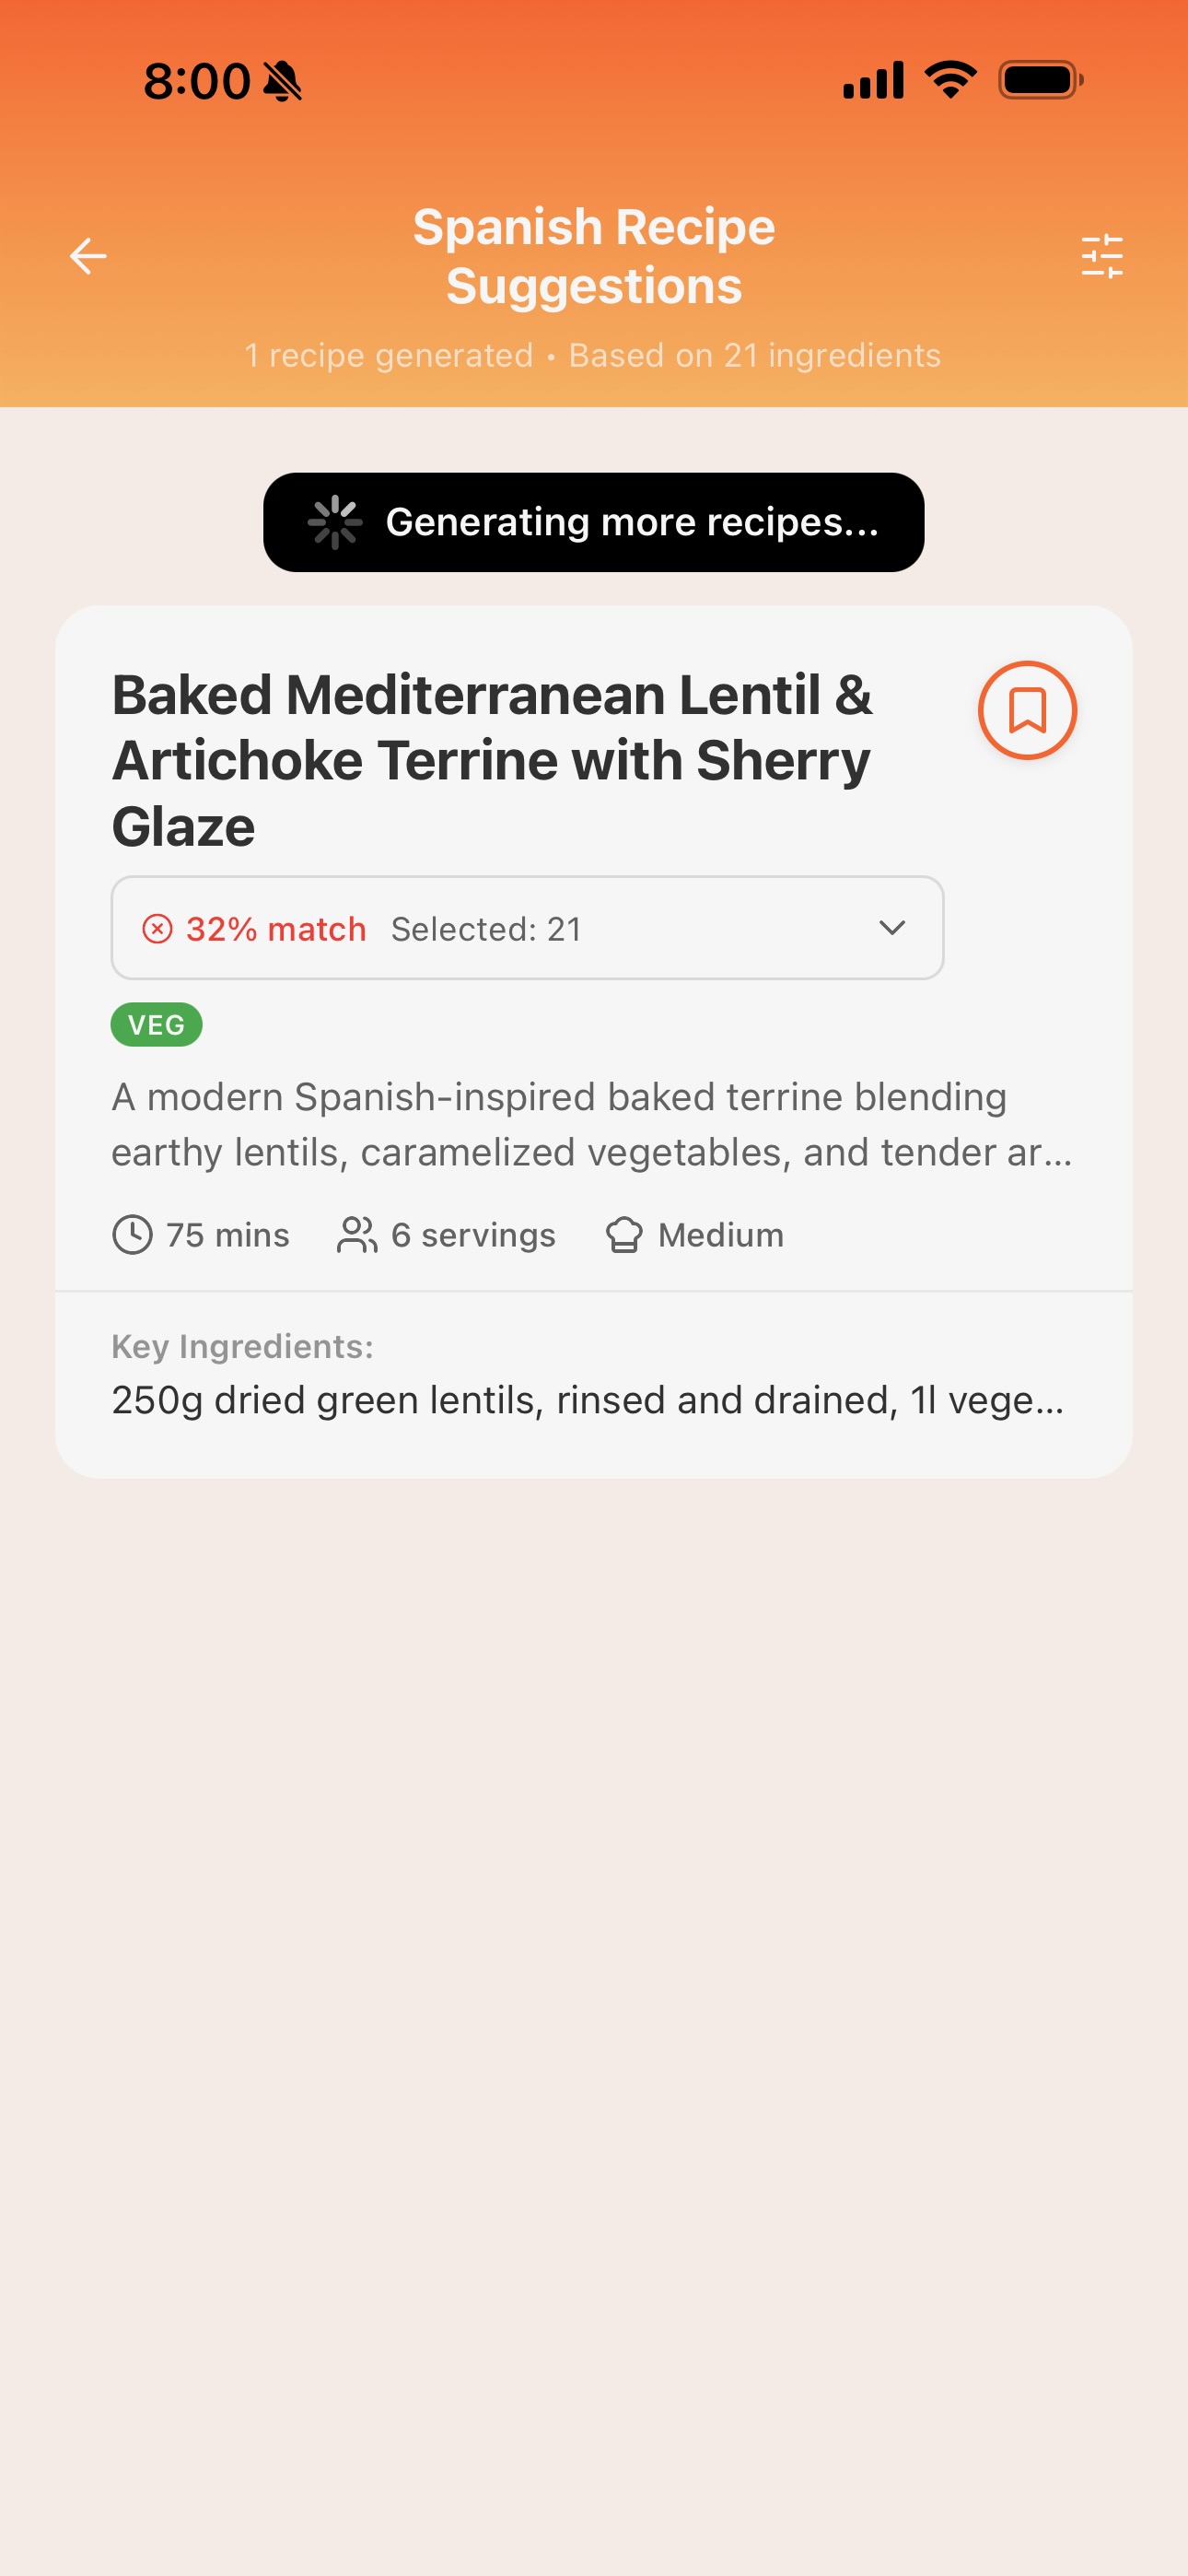 8:00
Spanish Recipe
Suggestions
1 recipe generated • Based on 21 ingredients
Generating more recipes...
Baked Mediterranean Lentil &
Artichoke Terrine with Sherry
Glaze
32% match Selected: 21
VEG
A modern Spanish-inspired baked terrine blending
earthy lentils, caramelized vegetables, and tender ar...
75 mins 6 servings Medium
Key Ingredients:
250g dried green lentils, rinsed and drained, 1l vege...